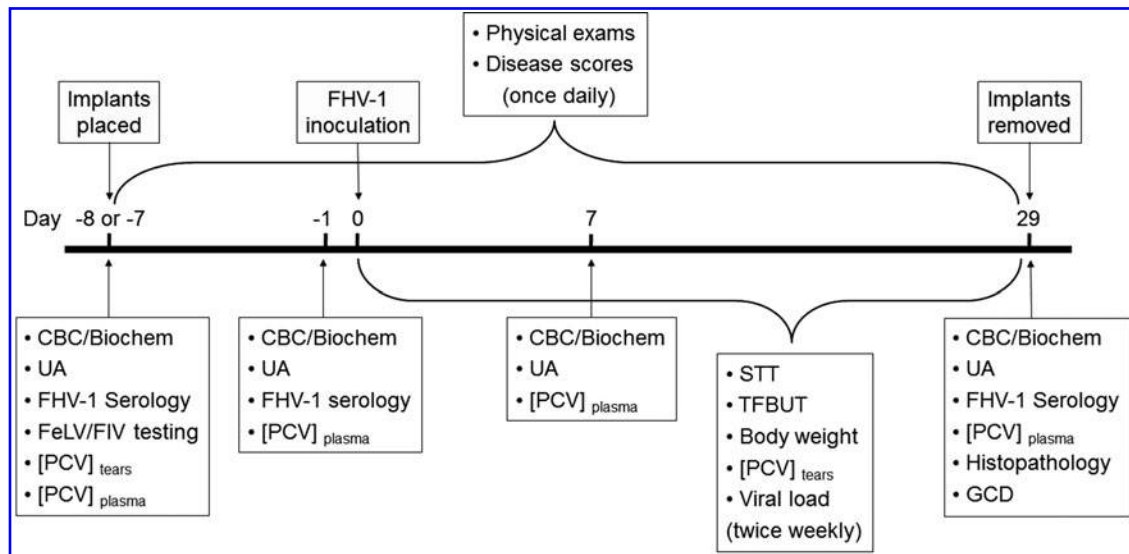 • Physical exams
• Disease scores
(once daily)
Implants
placed
FHV-1
inoculation
Implants
removed
Day -8 or -7 -1 0 7 29
• CBC/Biochem
• UA
• FHV-1 Serology
• FeLV/FIV testing
• [PCV] tears
• [PCV] plasma
• CBC/Biochem
• UA
• FHV-1 serology
• [PCV] plasma
• CBC/Biochem
• UA
• [PCV] plasma
• STT
• TFBUT
• Body weight
• [PCV] tears
• Viral load
(twice weekly)
• CBC/Biochem
• UA
• FHV-1 Serology
• [PCV] plasma
• Histopathology
• GCD